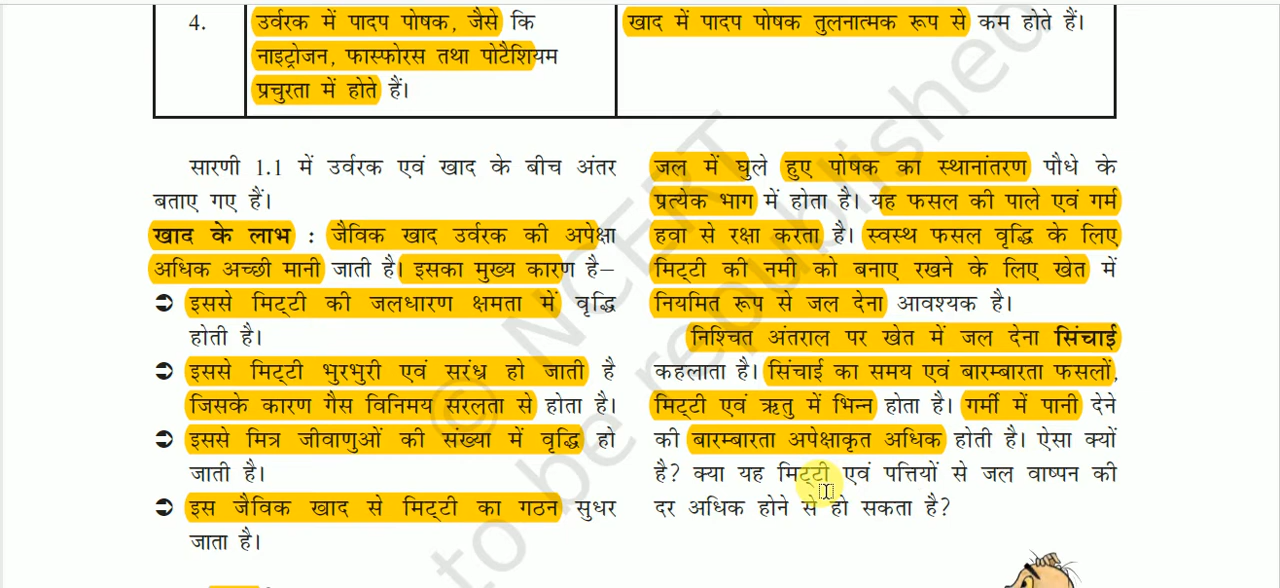 4.
उर्वरक में पादप पोषक, जैसे कि
नाइट्रोजन, फास्फोरस तथा पोटैशियम
प्रचुरता में होते हैं।
खाद में पादप पोषक तुलनात्मक रूप से कम होते हैं।
सारणी 1.1 में उर्वरक एवं खाद के बीच अंतर
बताए गए हैं।
खाद के लाभ : जैविक खाद उर्वरक की अपेक्षा
अधिक अच्छी मानी जाती है। इसका मुख्य कारण है–
➲ इससे मिट्टी की जलधारण क्षमता में वृद्धि
होती है।
➲ इससे मिट्टी भुरभुरी एवं सरंध्र हो जाती है
जिसके कारण गैस विनिमय सरलता से होता है।
➲ इससे मित्र जीवाणुओं की संख्या में वृद्धि हो
जाती है।
➲ इस जैविक खाद से मिट्टी का गठन सुधर
जाता है।
जल में घुले हुए पोषक का स्थानांतरण पौधे के
प्रत्येक भाग में होता है। यह फसल की पाले एवं गर्म
हवा से रक्षा करता है। स्वस्थ फसल वृद्धि के लिए
मिट्टी की नमी को बनाए रखने के लिए खेत में
नियमित रूप से जल देना आवश्यक है।
निश्चित अंतराल पर खेत में जल देना सिंचाई
कहलाता है। सिंचाई का समय एवं बारम्बारता फसलों,
मिट्टी एवं ऋतु में भिन्न होता है। गर्मी में पानी देने
की बारम्बारता अपेक्षाकृत अधिक होती है। ऐसा क्यों
है? क्या यह मिट्टी एवं पत्तियों से जल वाष्पन की
दर अधिक होने से हो सकता है?
© NCERT
to be republished